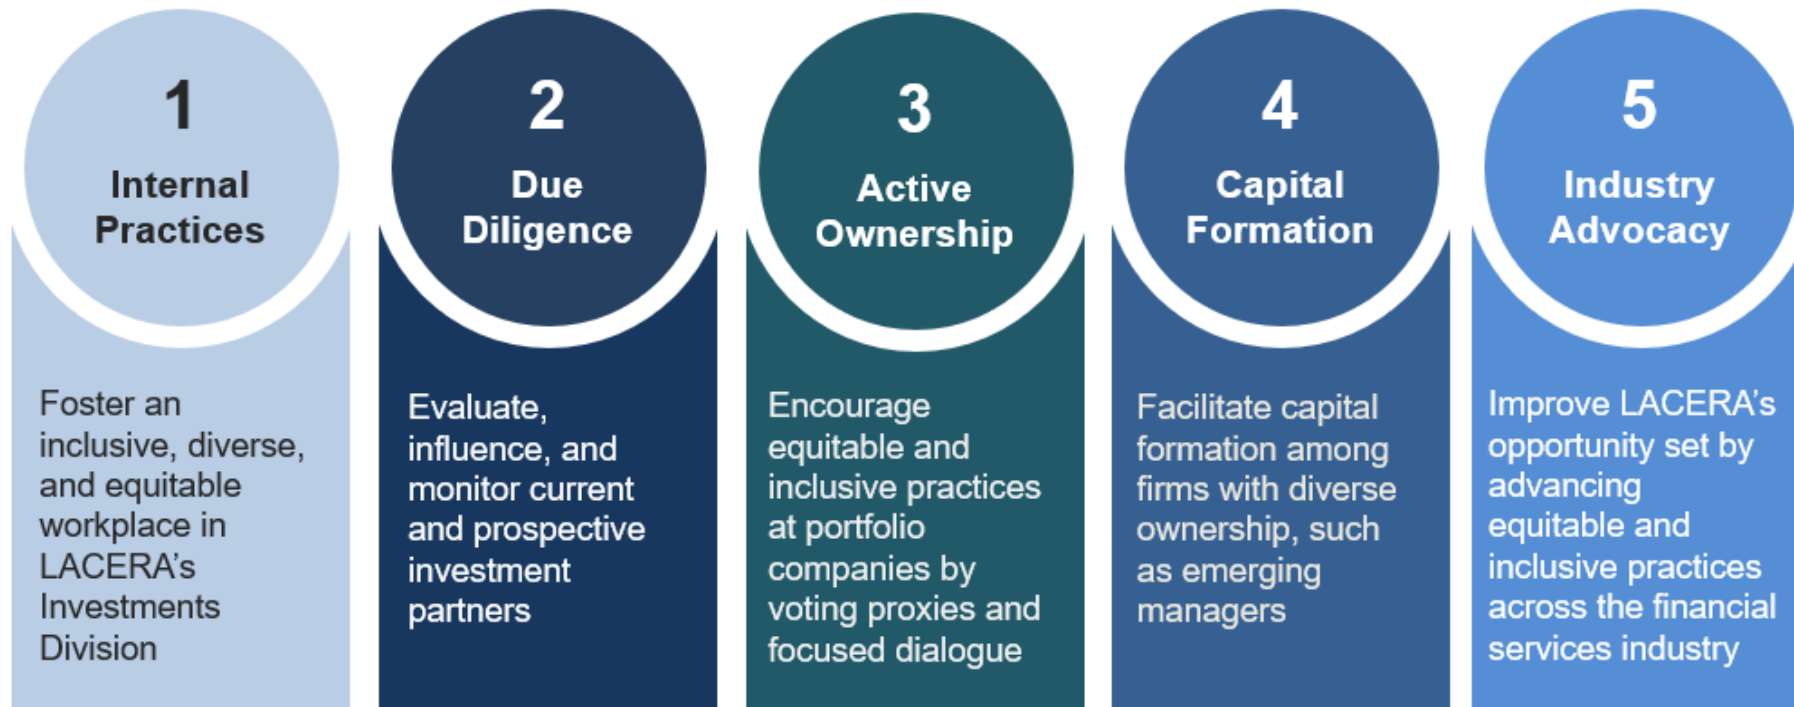 1
Internal
Practices
Foster an
inclusive, diverse,
and equitable
workplace in
LACERA’s
Investments
Division
2
Due
Diligence
Evaluate,
influence, and
monitor current
and prospective
investment
partners
3
Active
Ownership
Encourage
equitable and
inclusive practices
at portfolio
companies by
voting proxies and
focused dialogue
4
Capital
Formation
Facilitate capital
formation among
firms with diverse
ownership, such
as emerging
managers
5
Industry
Advocacy
Improve LACERA’s
opportunity set by
advancing
equitable and
inclusive practices
across the financial
services industry